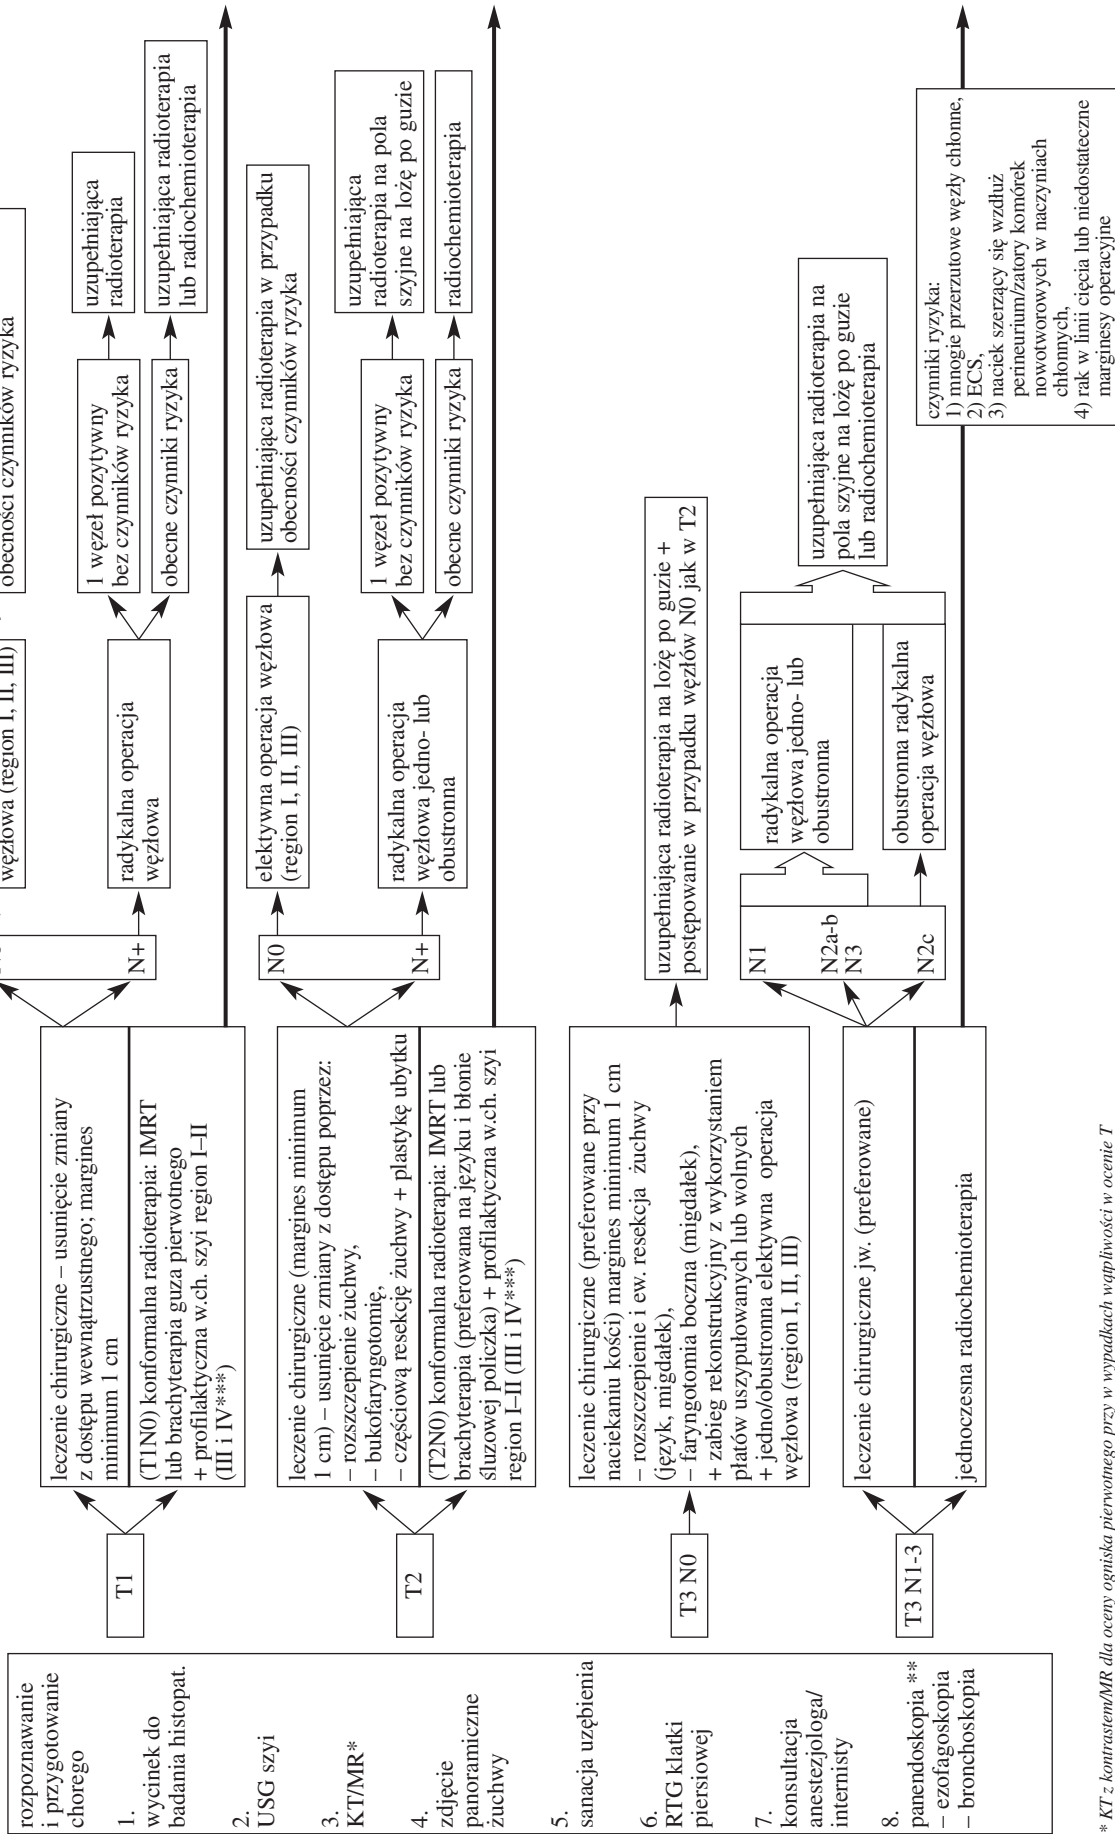 rozpoznawanie
i przygotowanie
chorego
1.
wycinek do
badania histopat.
2.
USG szyi
3.
KT/MR*
4.
zdjęcie
panoramiczne
żuchwy
5.
sanacja uzębienia
6.
RTG klatki
piersiowej
7.
konsultacja
anestezjologa/
internisty
8.
panendoskopia **
– ezofagoskopia
– bronchoskopia
T1
leczenie chirurgiczne – usunięcie zmiany
z dostępu wewnątrzustnego; margines
minimum 1 cm
(T1N0) konformalna radioterapia: IMRT
lub brachyterapia guza pierwotnego
+ profilaktyczna w.ch. szyi region I–II
(III i IV***)
węzłowa (region I, II, III)
obecności czynników ryzyka
N+
radykalna operacja
węzłowa
1 węzeł pozytywny
bez czynników ryzyka
uzupełniająca
radioterapia
obecne czynniki ryzyka
uzupełniająca radioterapia
lub radiochemioterapia
T2
leczenie chirurgiczne (margines minimum
1 cm) – usunięcie zmiany z dostępu poprzez:
– rozszczepienie żuchwy,
– bukofaryngotomię,
– częściową resekcję żuchwy + plastykę ubytku
(T2N0) konformalna radioterapia: IMRT lub
brachyterapia (preferowana na języku i błonie
śluzowej policzka) + profilaktyczna w.ch. szyi
region I–II (III i IV***)
N0
elektywna operacja węzłowa
(region I, II, III)
uzupełniająca radioterapia w przypadku
obecności czynników ryzyka
N+
radykalna operacja
węzłowa jedno- lub
obustronna
1 węzeł pozytywny
bez czynników ryzyka
uzupełniająca
radioterapia na pola
szyjne na lożę po guzie
obecne czynniki ryzyka
radiochemioterapia
T3 N0
leczenie chirurgiczne (preferowane przy
naciekaniu kości) margines minimum 1 cm
– rozszczepienie i ew. resekcja żuchwy
(język, migdałek),
– faryngotomia boczna (migdałek),
+ zabieg rekonstrukcyjny z wykorzystaniem
płatów uszypułowanych lub wolnych
+ jedno/obustronna elektywna operacja
węzłowa (region I, II, III)
uzupełniająca radioterapia na lożę po guzie +
postępowanie w przypadku węzłów N0 jak w T2
T3 N1-3
leczenie chirurgiczne jw. (preferowane)
jednoczesna radiochemioterapia
N1
N2a-b
N3
N2c
radykalna operacja
węzłowa jedno- lub
obustronna
obustronna radykalna
operacja węzłowa
uzupełniająca radioterapia na
pola szyjne na lożę po guzie
lub radiochemioterapia
czynniki ryzyka:
1) mnogie przerzutowe węzły chłonne,
2) ECS,
3) naciek szerzący się wzdłuż
perineurium/zatory komórek
nowotworowych w naczyniach
chłonnych,
4) rak w linii cięcia lub niedostateczne
marginesy operacyjne
* KT z kontrastem/MR dla oceny ogniska pierwotnego przy w wypadkach wątpliwości w ocenie T